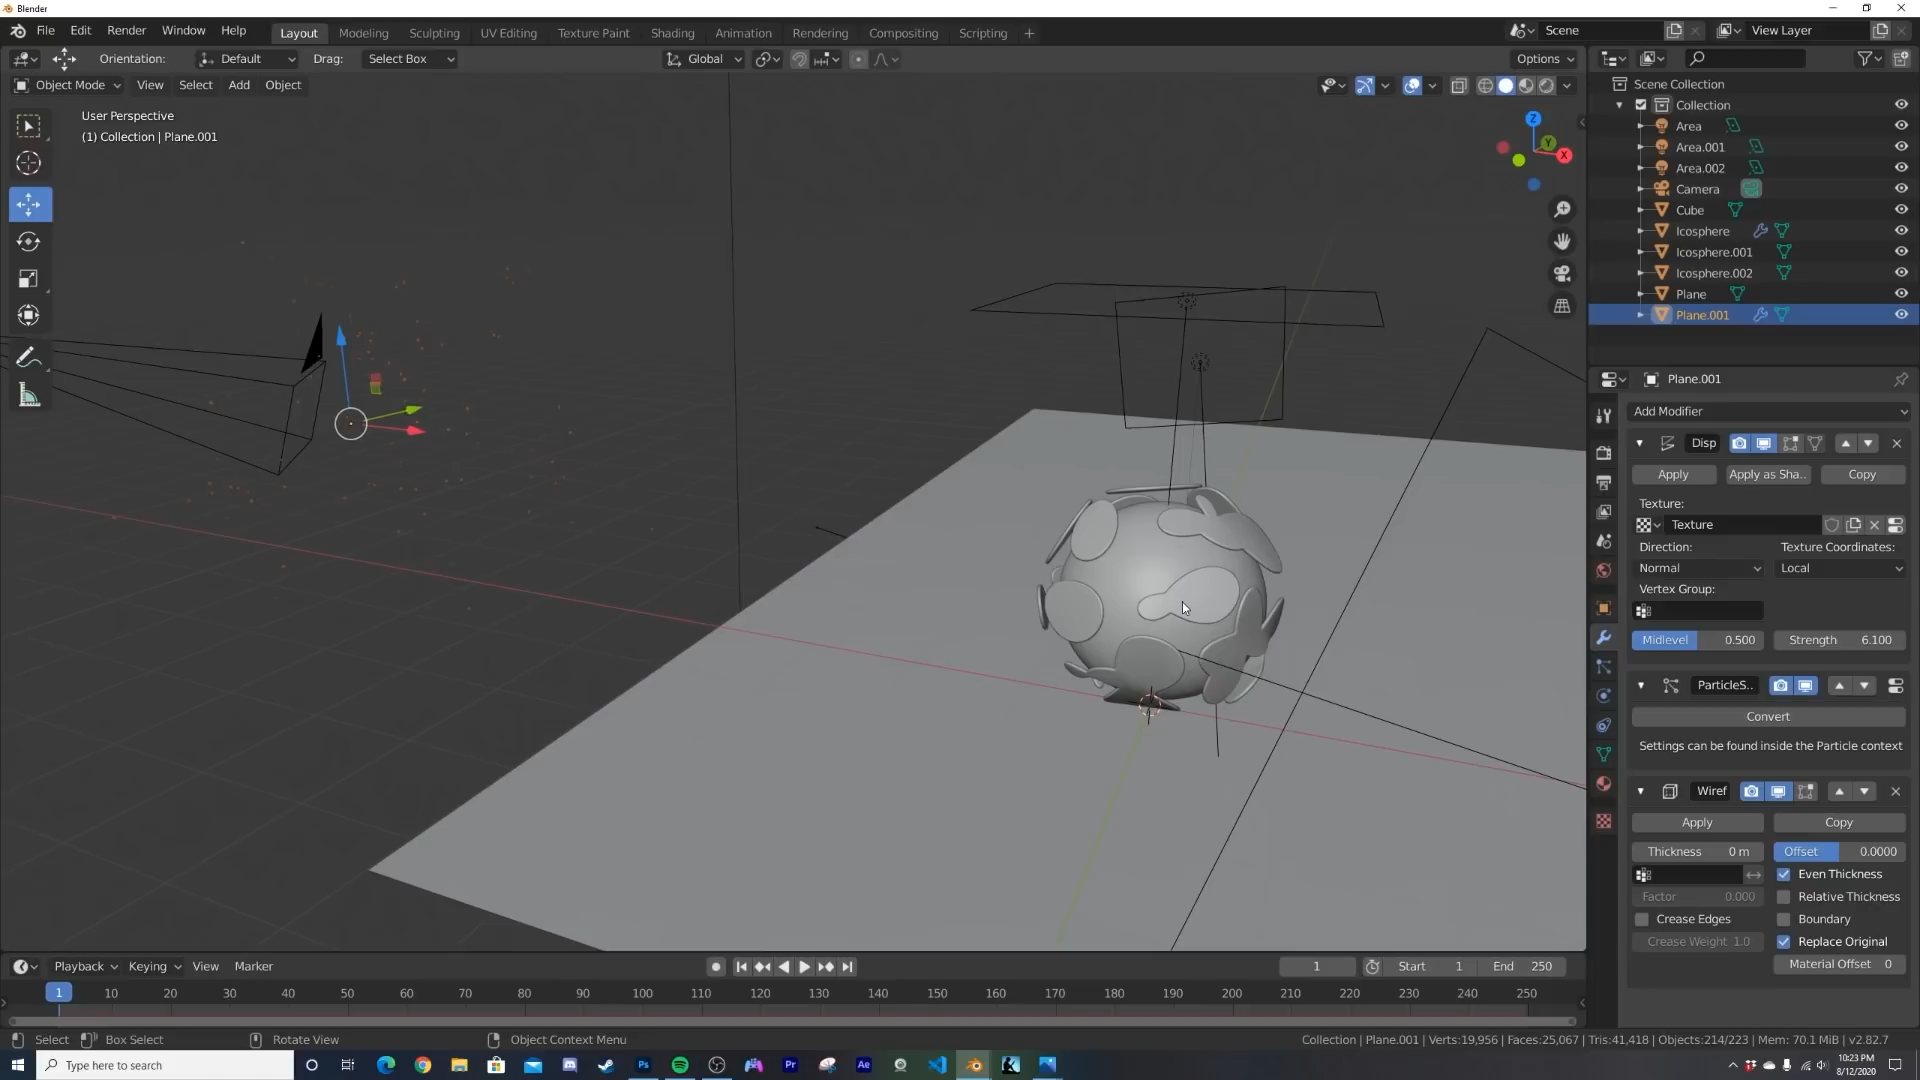 Blender
File Edit Render Window Help Layout Modeling Sculpting UV Editing Texture Paint Shading Animation Rendering Compositing Scripting + Scene View Layer
Orientation: Default Drag: Select Box Global Options
Object Mode View Select Add Object
User Perspective
(1) Collection | Plane.001
Z
Y
X
Scene Collection
Collection
Area
Area.001
Area.002
Camera
Cube
Icosphere
Icosphere.001
Icosphere.002
Plane
Plane.001
Plane.001
Add Modifier
Disp
Apply Apply as Sha.. Copy
Texture:
Texture
Direction: Texture Coordinates:
Normal Local
Vertex Group:
Midlevel 0.500 Strength 6.100
ParticleS..
Convert
Settings can be found inside the Particle context
Wiref
Apply Copy
Thickness 0 m Offset 0.0000
Even Thickness
Factor 0.000 Relative Thickness
Crease Edges Boundary
Crease Weight 1.0 Replace Original
Material Offset 0
Playback Keying View Marker 1 Start 1 End 250
1 10 20 30 40 50 60 70 80 90 100 110 120 130 140 150 160 170 180 190 200 210 220 230 240 250
Select Box Select Rotate View Object Context Menu Collection | Plane.001 | Verts:19,956 | Faces:25,067 | Tris:41,418 | Objects:214/223 | Mem: 70.1 MiB | v2.82.7
Type here to search Ps Pr Ae 10:23 PM
8/12/2020